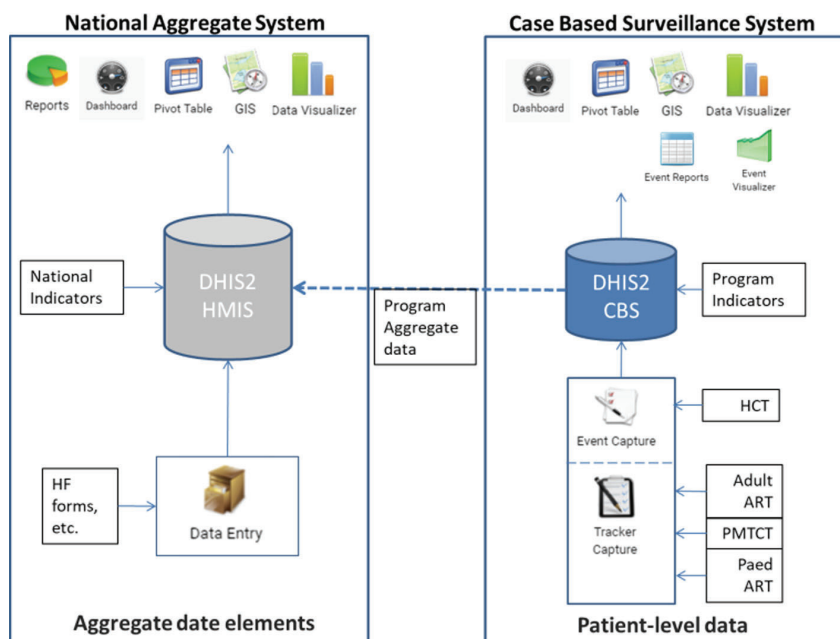 National Aggregate System
Reports
Dashboard
Pivot Table
GIS
Data Visualizer
National
Indicators
DHIS2
HMIS
HF
forms,
etc.
Data Entry
Aggregate date elements
Program
Aggregate
data
Case Based Surveillance System
Dashboard
Pivot Table
GIS
Data Visualizer
Event Reports
Event
Visualizer
DHIS2
CBS
Program
Indicators
Event Capture
HCT
Tracker
Capture
Adult
ART
PMTCT
Paed
ART
Patient-level data